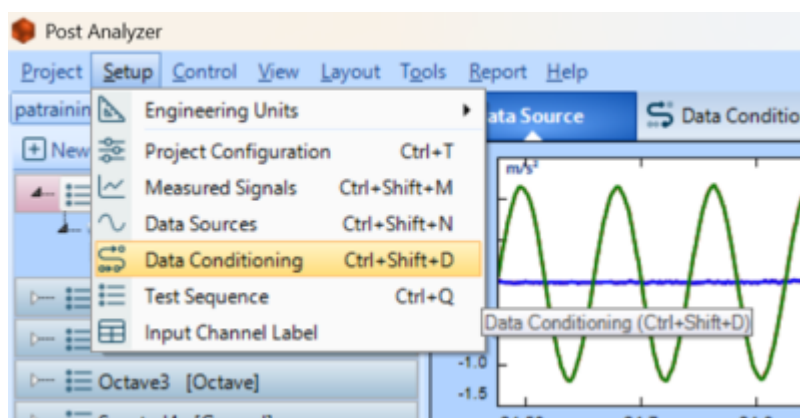 Post Analyzer
Project Setup Control View Layout Tools Report Help
patrainin
Engineering Units
ata Source
Data Conditio
New
Project Configuration Ctrl+T
m/s²
Measured Signals Ctrl+Shift+M
Data Sources Ctrl+Shift+N
Data Conditioning Ctrl+Shift+D
Test Sequence Ctrl+Q
Data Conditioning (Ctrl+Shift+D)
Input Channel Label
-1.0
Octave3 [Octave]
-1.5